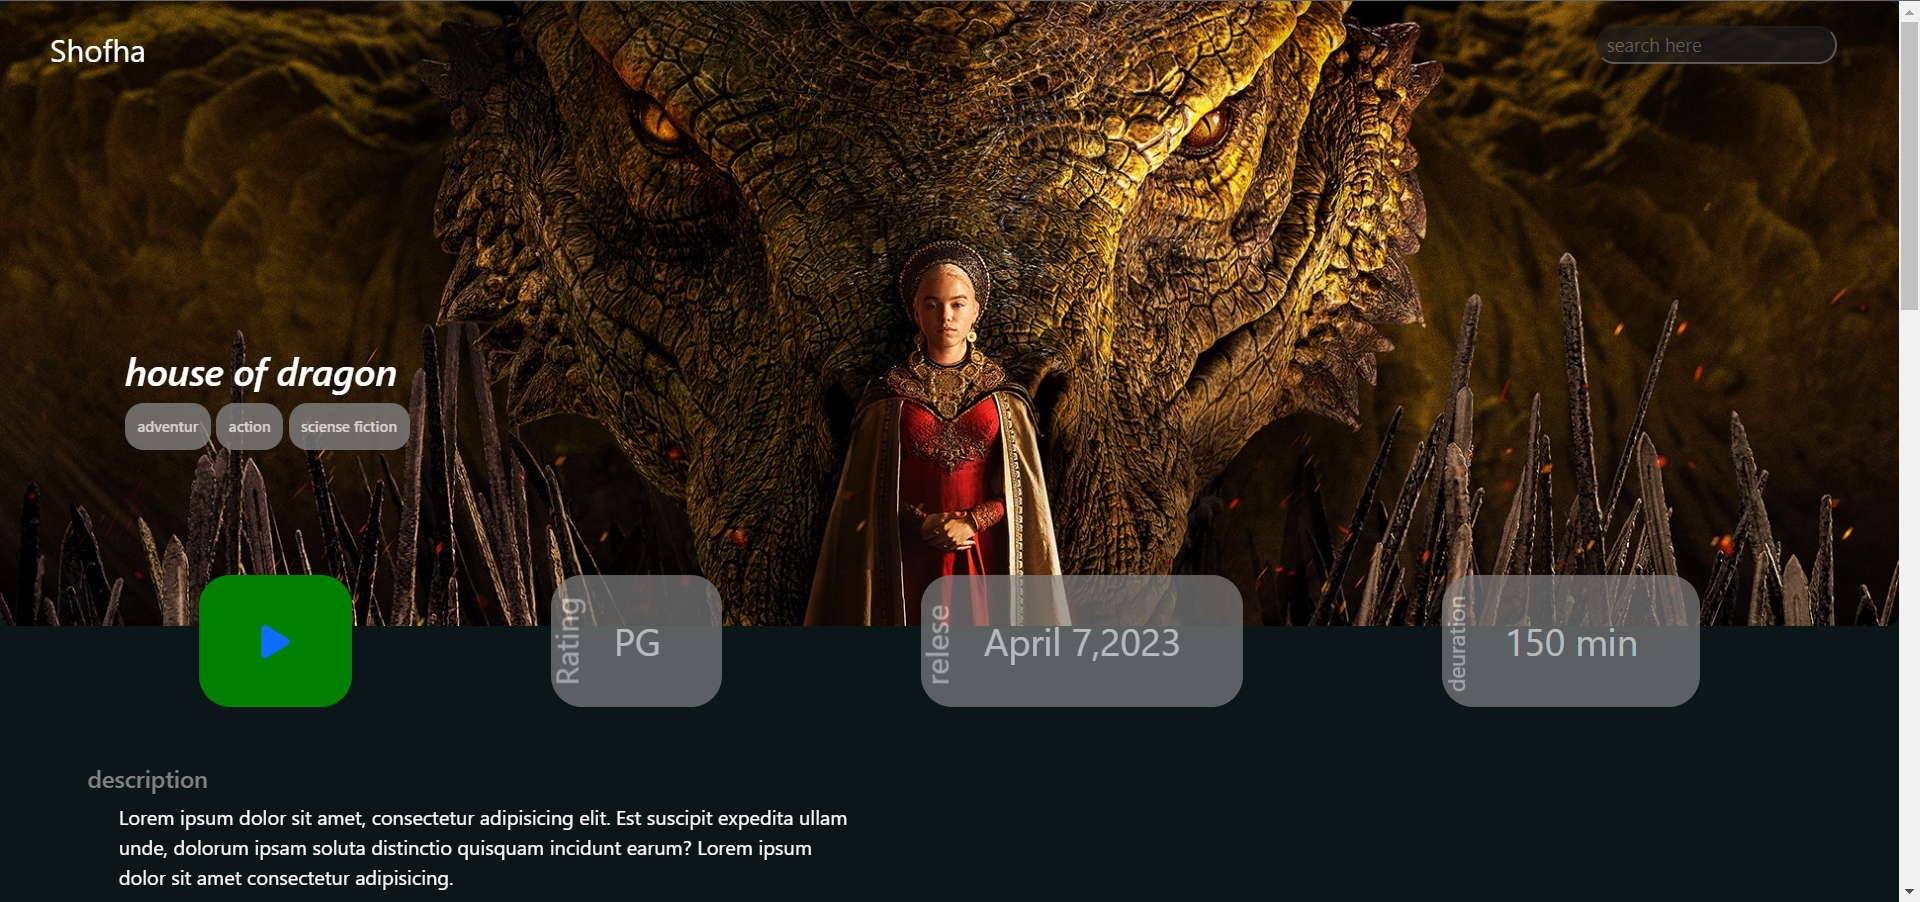 Shofha
search here
house of dragon
adventur action sciense fiction
Rating PG
relese April 7,2023
deuration 150 min
description
Lorem ipsum dolor sit amet, consectetur adipisicing elit. Est suscipit expedita ullam
unde, dolorum ipsam soluta distinctio quisquam incidunt earum? Lorem ipsum
dolor sit amet consectetur adipisicing.